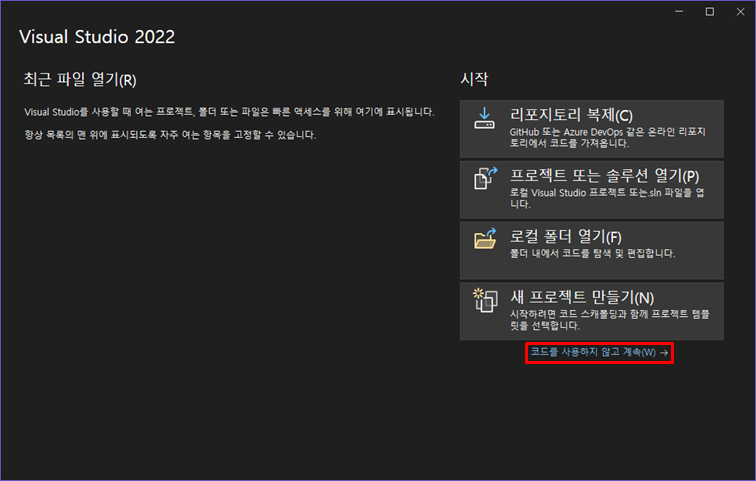 Visual Studio 2022
최근 파일 열기(R)
Visual Studio를 사용할 때 여는 프로젝트, 폴더 또는 파일은 빠른 액세스를 위해 여기에 표시됩니다.
항상 목록의 맨 위에 표시되도록 자주 여는 항목을 고정할 수 있습니다.
시작
리포지토리 복제(C)
GitHub 또는 Azure DevOps 같은 온라인 리포지
토리에서 코드를 가져옵니다.
프로젝트 또는 솔루션 열기(P)
로컬 Visual Studio 프로젝트 또는.sln 파일을 엽
니다.
로컬 폴더 열기(F)
폴더 내에서 코드를 탐색 및 편집합니다.
새 프로젝트 만들기(N)
시작하려면 코드 스캐폴딩과 함께 프로젝트 템플
릿을 선택합니다.
코드를 사용하지 않고 계속(W) →